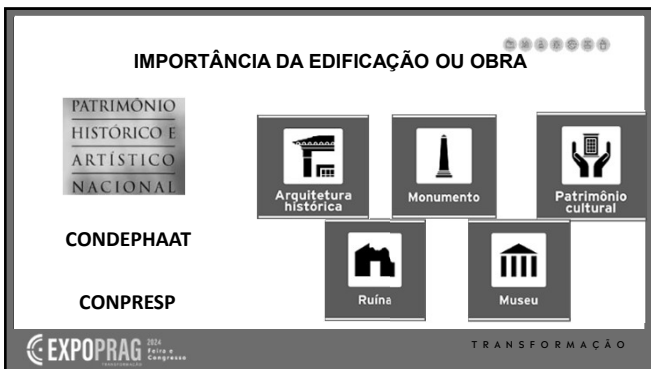 IMPORTÂNCIA DA EDIFICAÇÃO OU OBRA
PATRIMÔNIO
HISTÓRICO E
ARTÍSTICO
NACIONAL
CONDEPHAAT
CONPRESP
Arquitetura
histórica
Monumento
Patrimônio
cultural
Ruína
Museu
EXPOPRAG
2024
Feira e
Congresso
TRANSFORMAÇÃO
TRANSFORMAÇÃO